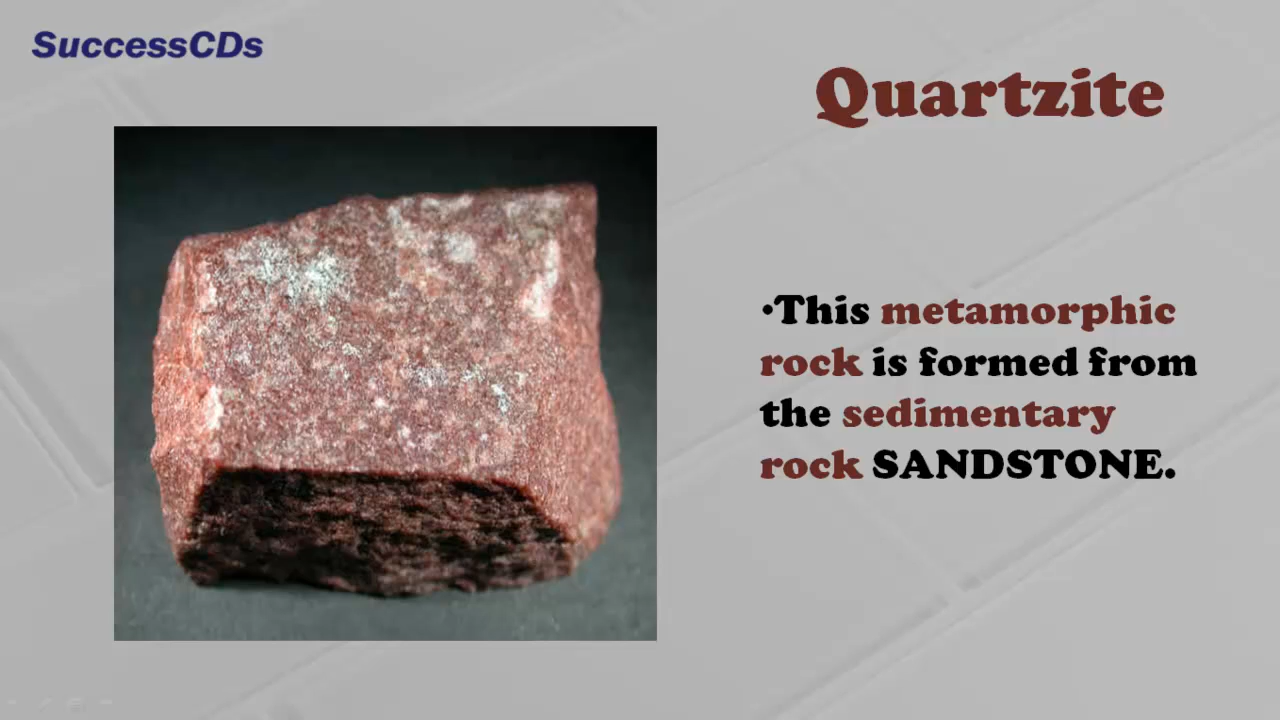 SuccessCDs
Quartzite
•This metamorphic
rock is formed from
the sedimentary
rock SANDSTONE.